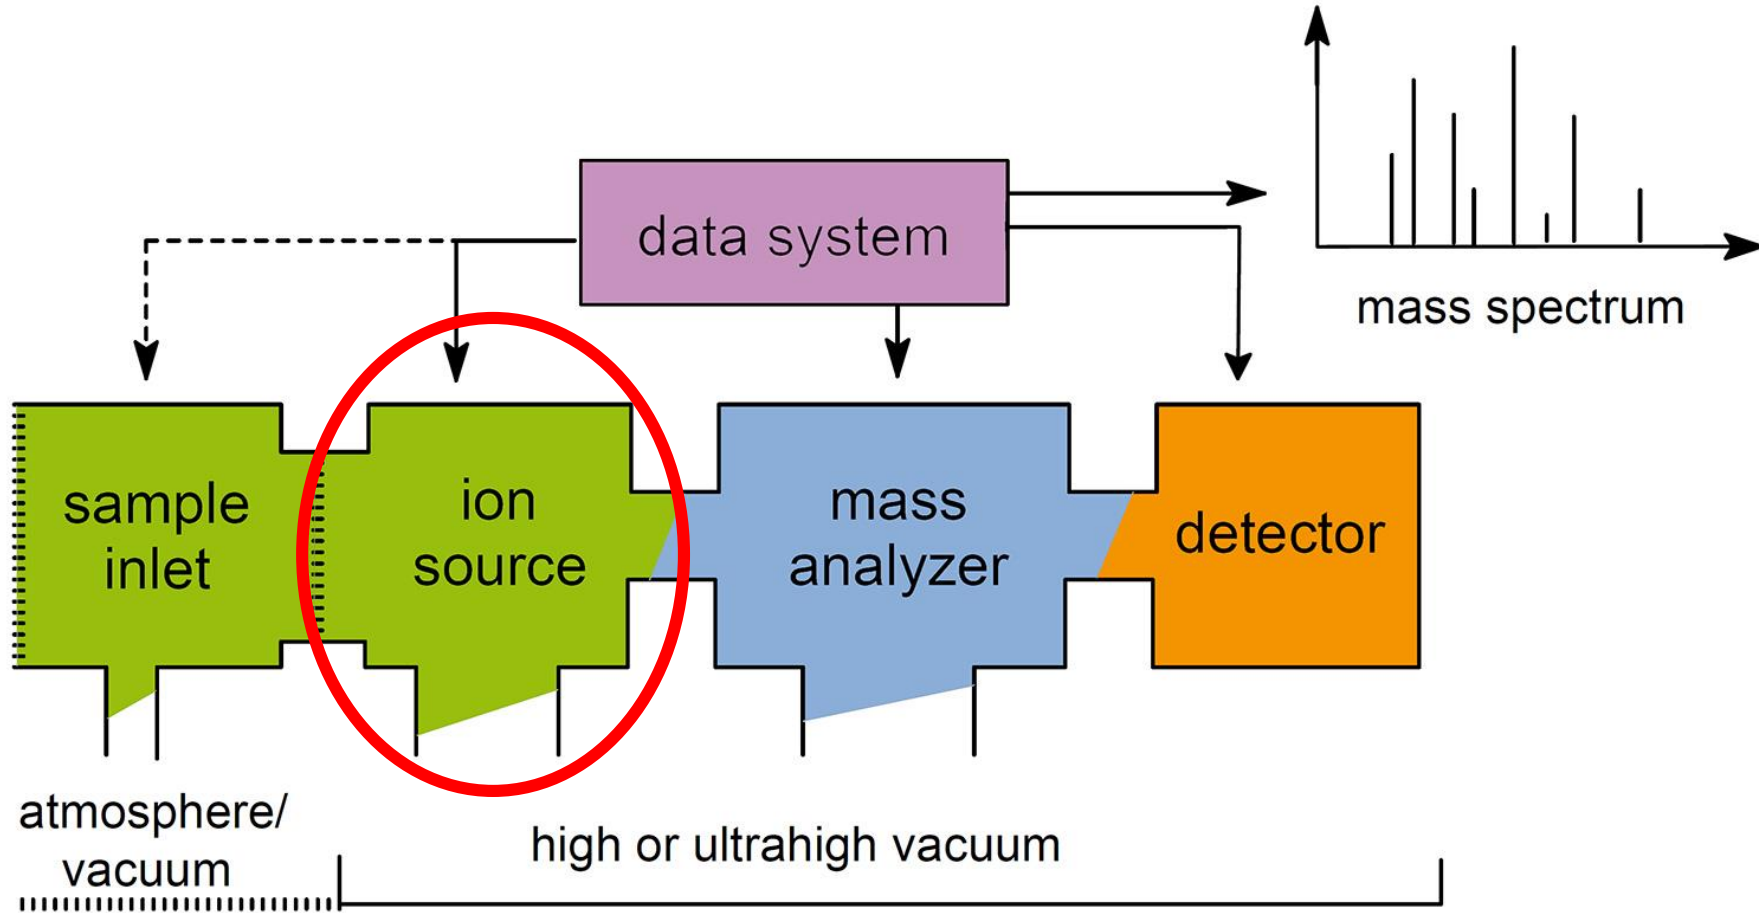 data system
mass spectrum
sample
inlet
ion
source
mass
analyzer
detector
atmosphere/
vacuum
high or ultrahigh vacuum